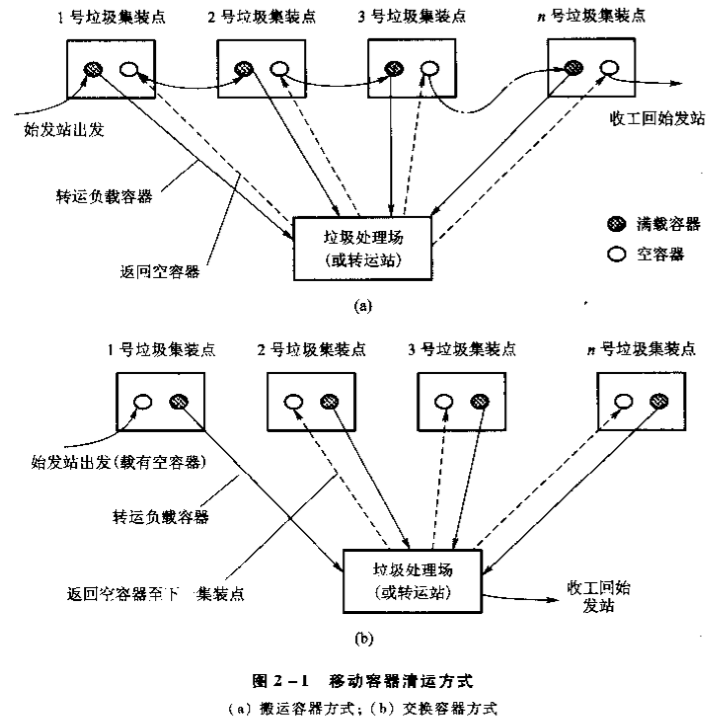 1 号垃圾集装点 2 号垃圾集装点 3 号垃圾集装点 n 号垃圾集装点
始发站出发
收工回始发站
转运负载容器
垃圾处理场
(或转运站)
满载容器
空容器
返回空容器
(a)
1 号垃圾集装点 2 号垃圾集装点 3 号垃圾集装点 n 号垃圾集装点
始发站出发(载有空容器)
转运负载容器
垃圾处理场
(或转运站)
返回空容器至下一集装点
收工回始
发站
(b)
图 2-1 移动容器清运方式
(a) 搬运容器方式; (b) 交换容器方式